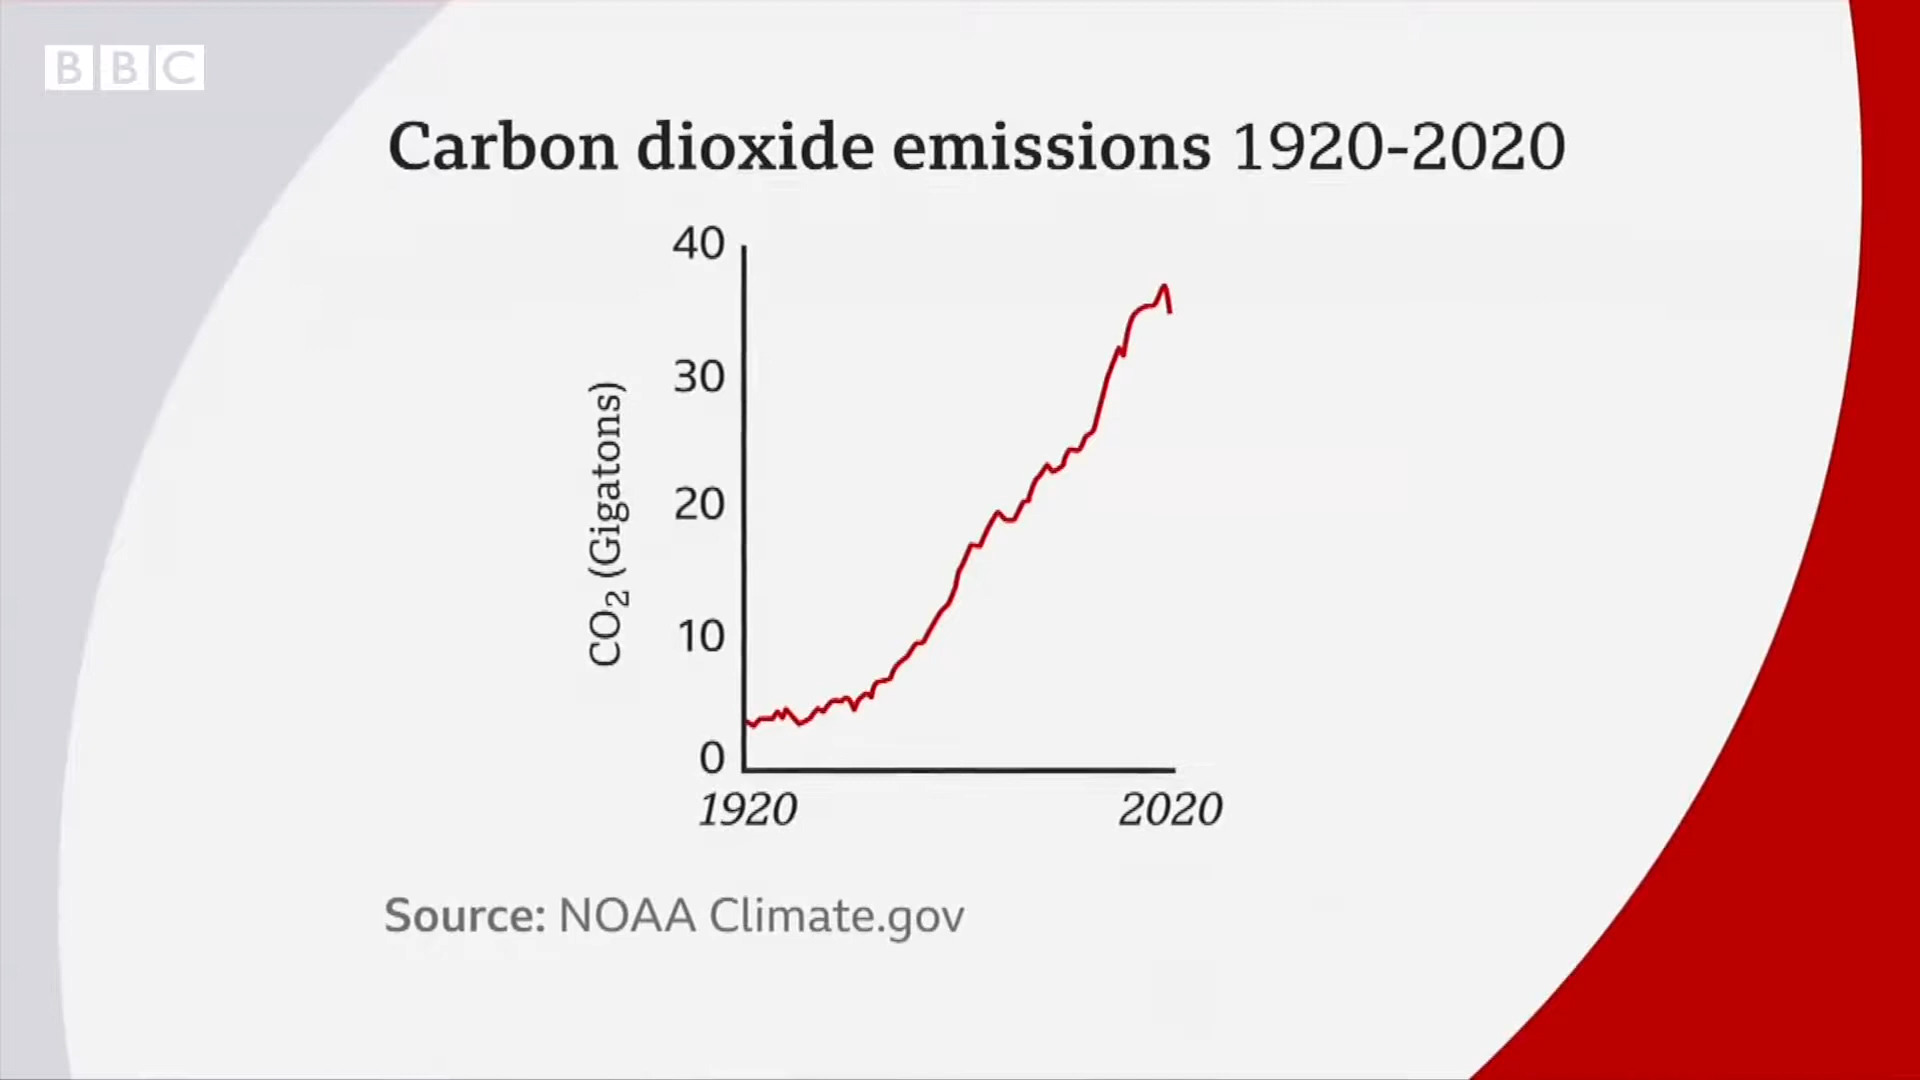 BBC
Carbon dioxide emissions 1920-2020
40
30
20
10
0
CO₂ (Gigatons)
1920
2020
Source: NOAA Climate.gov